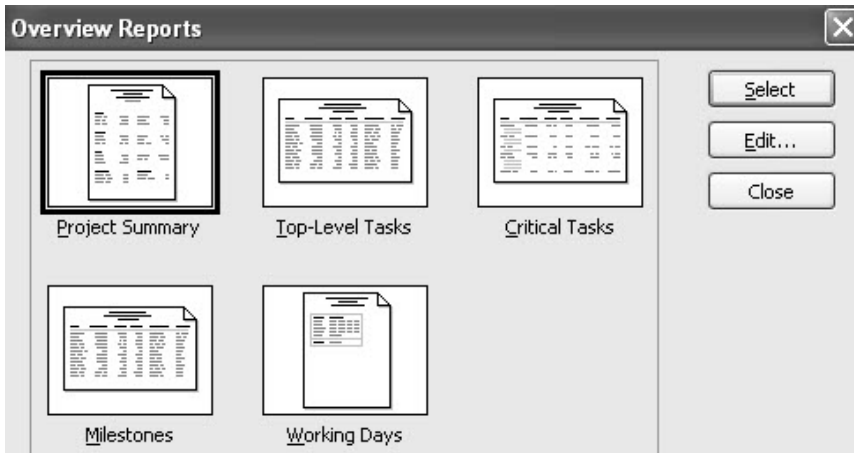 Overview Reports
Select
Edit...
Close
Project Summary
Top-Level Tasks
Critical Tasks
Milestones
Working Days